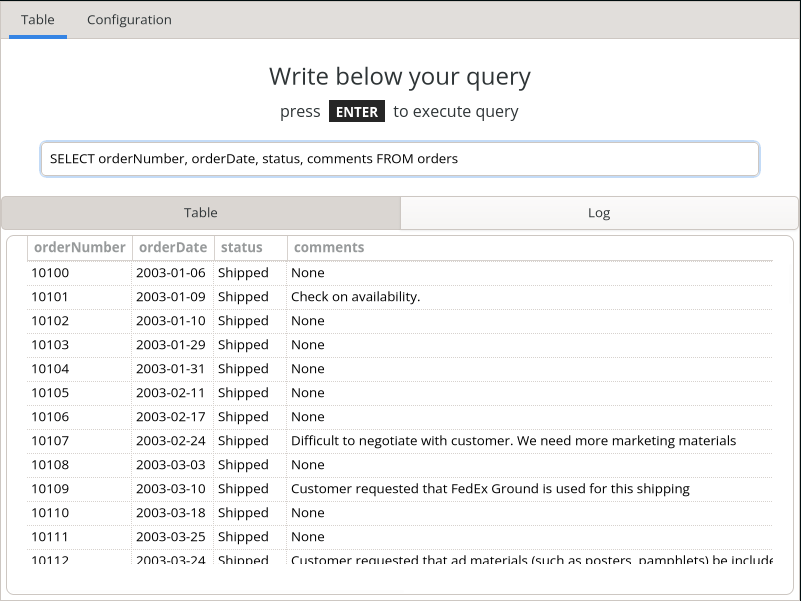 Table Configuration
Write below your query
press ENTER to execute query
SELECT orderNumber, orderDate, status, comments FROM orders
Table Log
orderNumber orderDate status comments
10100 2003-01-06 Shipped None
10101 2003-01-09 Shipped Check on availability.
10102 2003-01-10 Shipped None
10103 2003-01-29 Shipped None
10104 2003-01-31 Shipped None
10105 2003-02-11 Shipped None
10106 2003-02-17 Shipped None
10107 2003-02-24 Shipped Difficult to negotiate with customer. We need more marketing materials
10108 2003-03-03 Shipped None
10109 2003-03-10 Shipped Customer requested that FedEx Ground is used for this shipping
10110 2003-03-18 Shipped None
10111 2003-03-25 Shipped None
10112 2003-03-24 Shipped Customer requested that ad materials (such as posters, pamphlets) be include